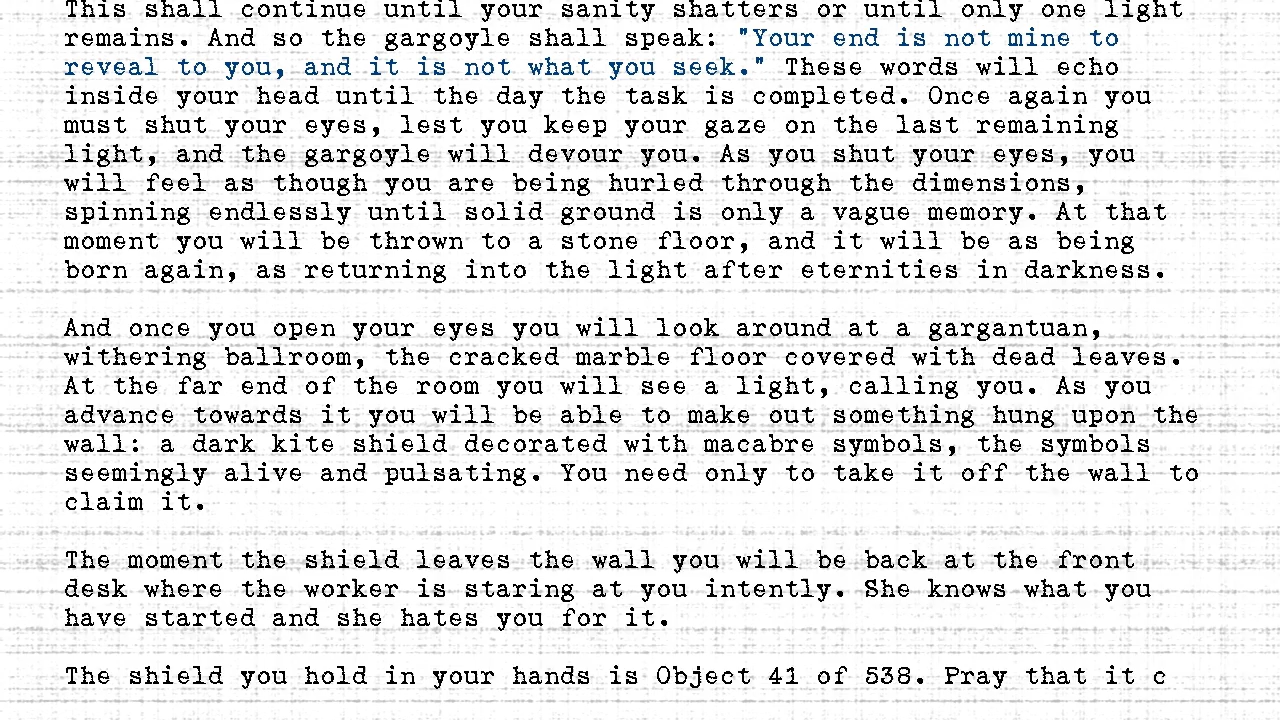 This shall continue until your sanity shatters or until only one light
remains. And so the gargoyle shall speak: "Your end is not mine to
reveal to you, and it is not what you seek." These words will echo
inside your head until the day the task is completed. Once again you
must shut your eyes, lest you keep your gaze on the last remaining
light, and the gargoyle will devour you. As you shut your eyes, you
will feel as though you are being hurled through the dimensions,
spinning endlessly until solid ground is only a vague memory. At that
moment you will be thrown to a stone floor, and it will be as being
born again, as returning into the light after eternities in darkness.

And once you open your eyes you will look around at a gargantuan,
withering ballroom, the cracked marble floor covered with dead leaves.
At the far end of the room you will see a light, calling you. As you
advance towards it you will be able to make out something hung upon the
wall: a dark kite shield decorated with macabre symbols, the symbols
seemingly alive and pulsating. You need only to take it off the wall to
claim it.

The moment the shield leaves the wall you will be back at the front
desk where the worker is staring at you intently. She knows what you
have started and she hates you for it.

The shield you hold in your hands is Object 41 of 538. Pray that it c